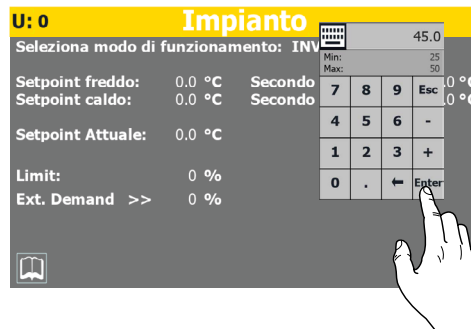 U: 0 Impianto
Seleziona modo di funzionamento: INV
Setpoint freddo: 0.0 °C Secondo .0 °C
Setpoint caldo: 0.0 °C Secondo .0 °C
Setpoint Attuale: 0.0 °C
Limit: 0 %
Ext. Demand >> 0 %
45.0
Min: 25
Max: 50
7 8 9 Esc
4 5 6 -
1 2 3 +
0 . ← Enter